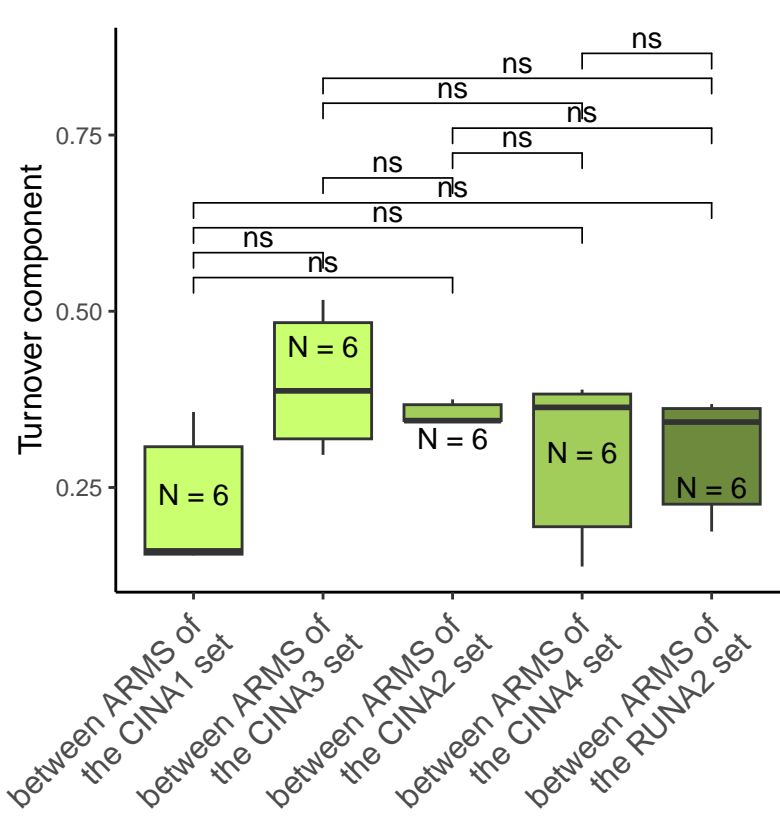 ns
ns
ns
ns
ns
ns
ns
ns
ns
ns
0.75
0.50
0.25
Turnover component
N = 6
N = 6
N = 6
N = 6
N = 6
between ARMS of
the CINA1 set
between ARMS of
the CINA3 set
between ARMS of
the CINA2 set
between ARMS of
the CINA4 set
between ARMS of
the RUNA2 set